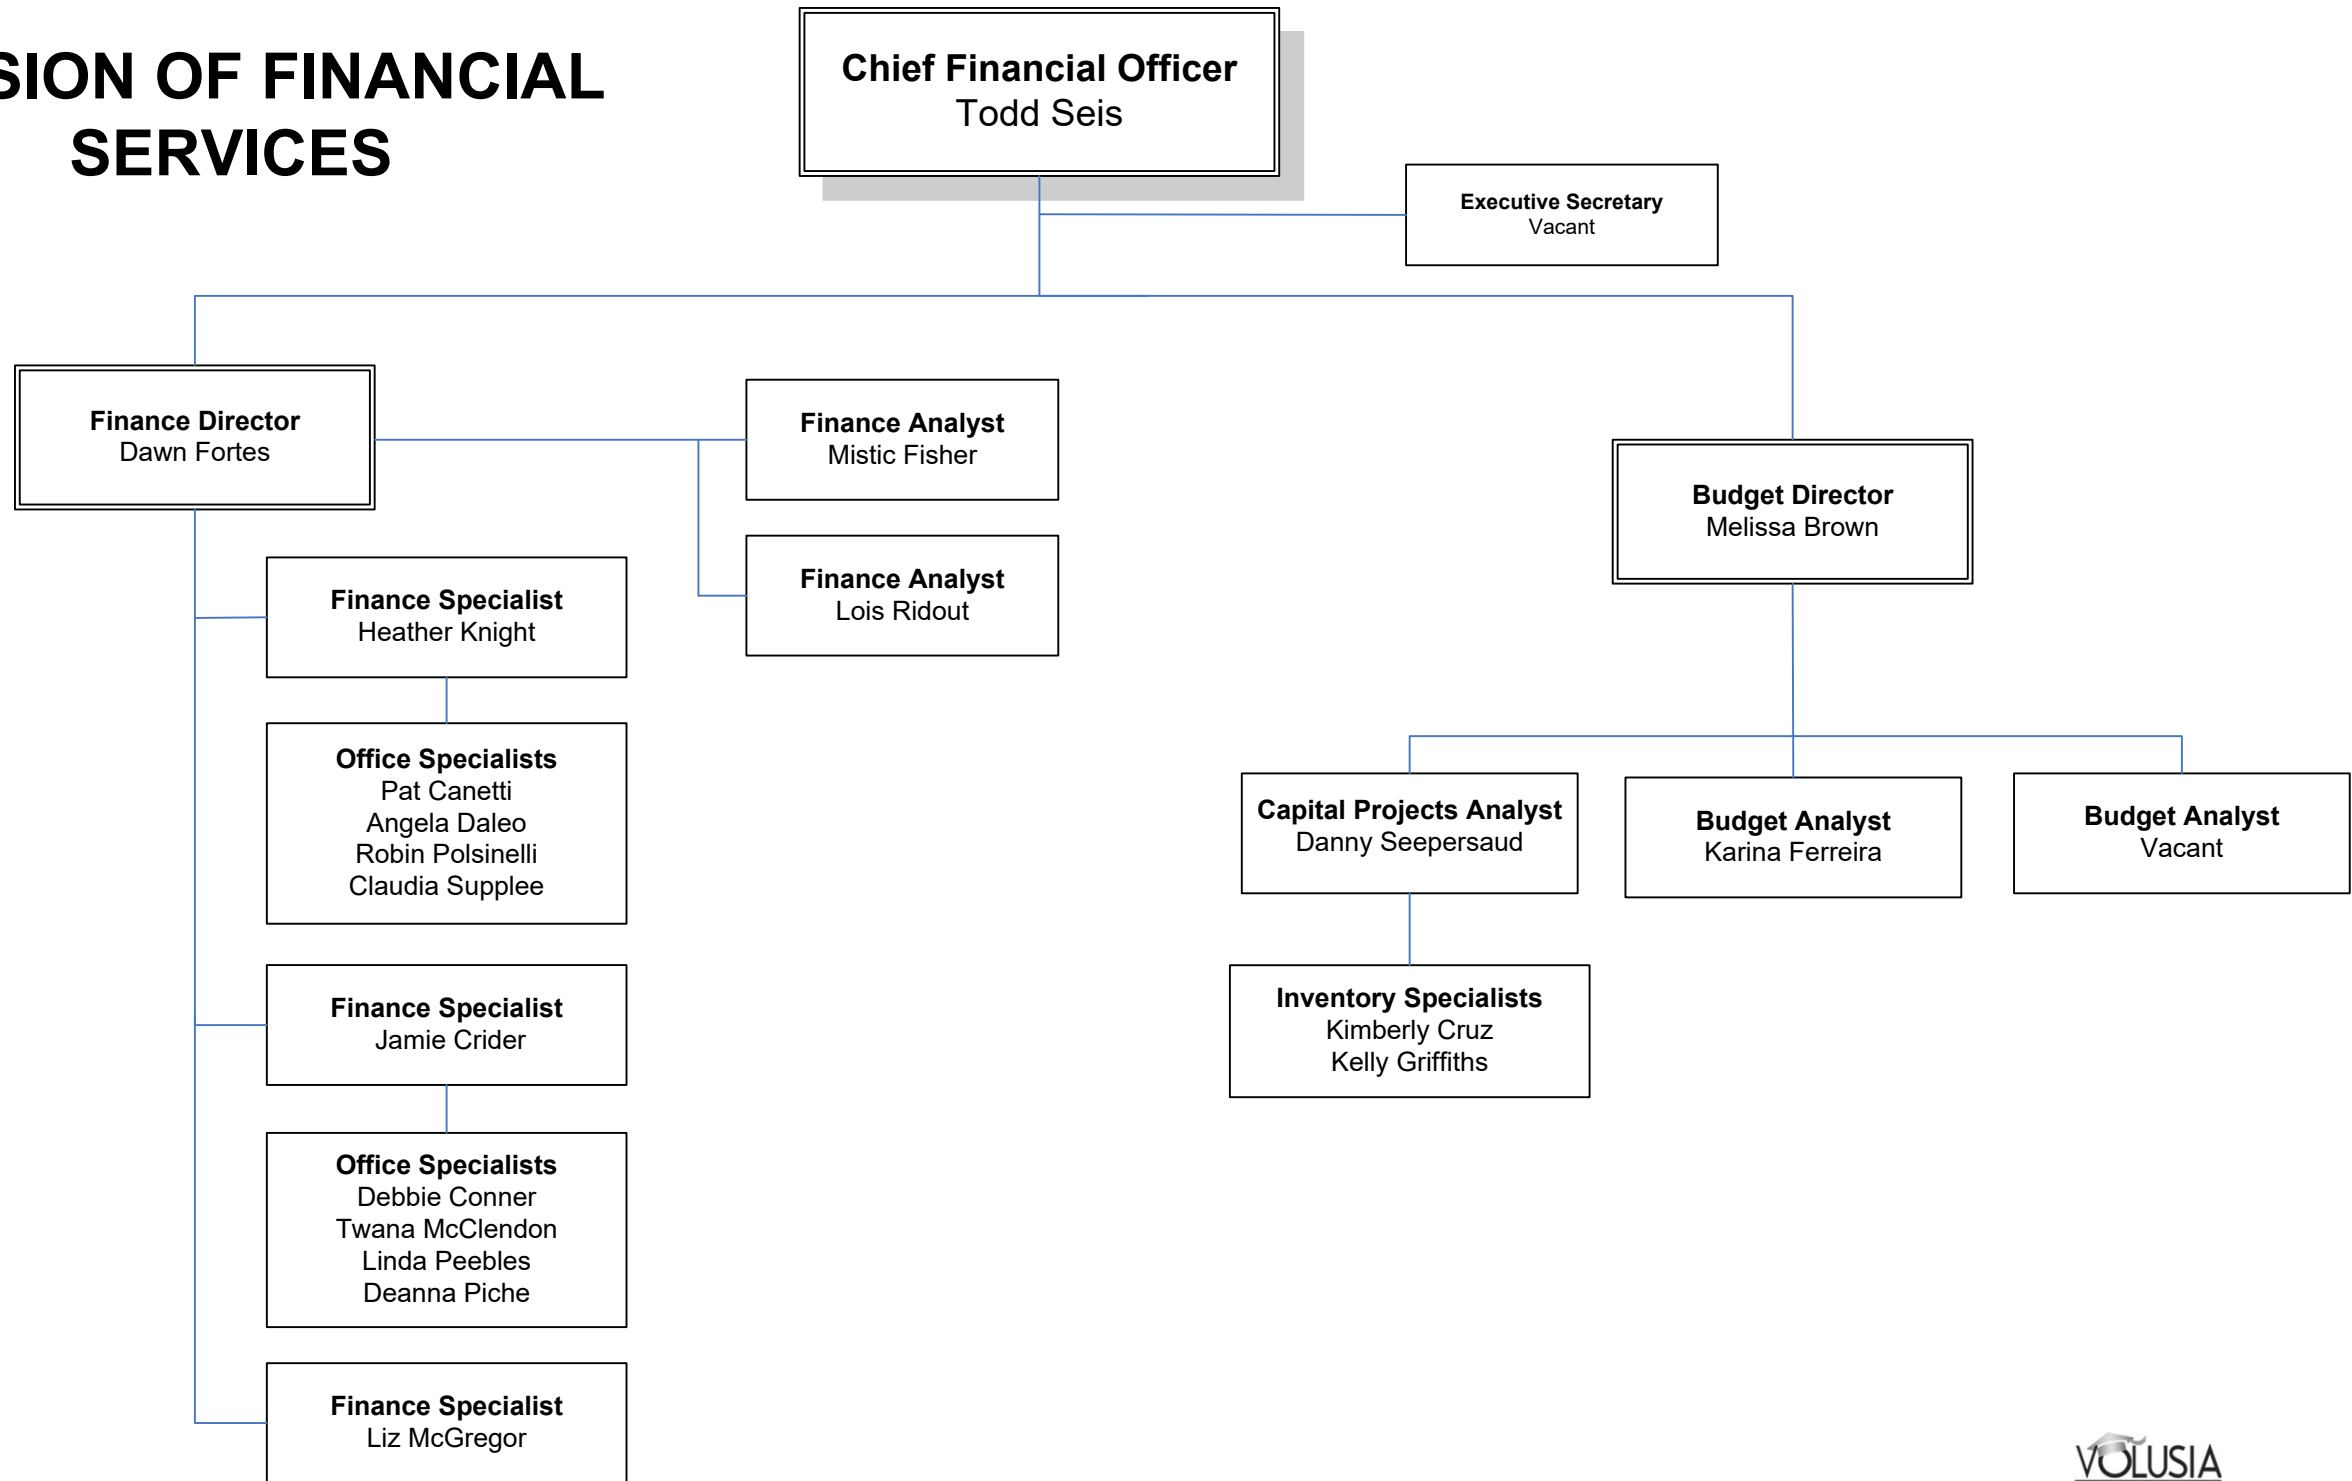 SION OF FINANCIAL
SERVICES
Chief Financial Officer
Todd Seis
Executive Secretary
Vacant
Finance Director
Dawn Fortes
Finance Analyst
Mistic Fisher
Finance Analyst
Lois Ridout
Budget Director
Melissa Brown
Finance Specialist
Heather Knight
Office Specialists
Pat Canetti
Angela Daleo
Robin Polsinelli
Claudia Supplee
Capital Projects Analyst
Danny Seepersaud
Budget Analyst
Karina Ferreira
Budget Analyst
Vacant
Inventory Specialists
Kimberly Cruz
Kelly Griffiths
Finance Specialist
Jamie Crider
Office Specialists
Debbie Conner
Twana McClendon
Linda Peebles
Deanna Piche
Finance Specialist
Liz McGregor
VOLUSIA